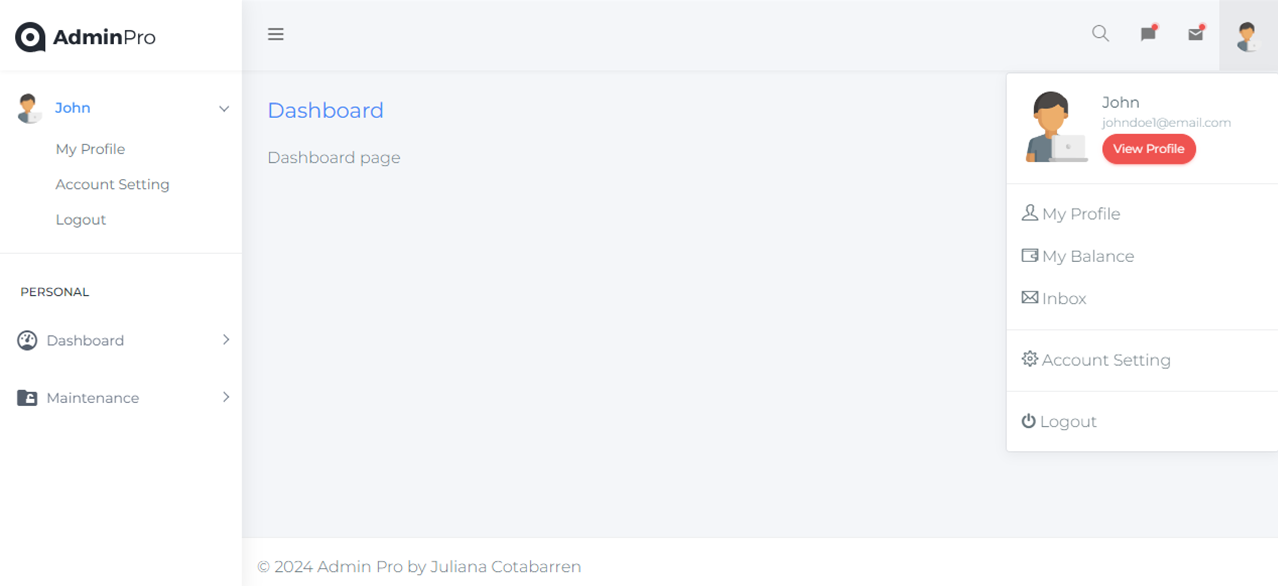 AdminPro
John
My Profile
Account Setting
Logout
PERSONAL
Dashboard
Maintenance
Dashboard
Dashboard page
John
johndoe1@email.com
View Profile
My Profile
My Balance
Inbox
Account Setting
Logout
© 2024 Admin Pro by Juliana Cotabarren